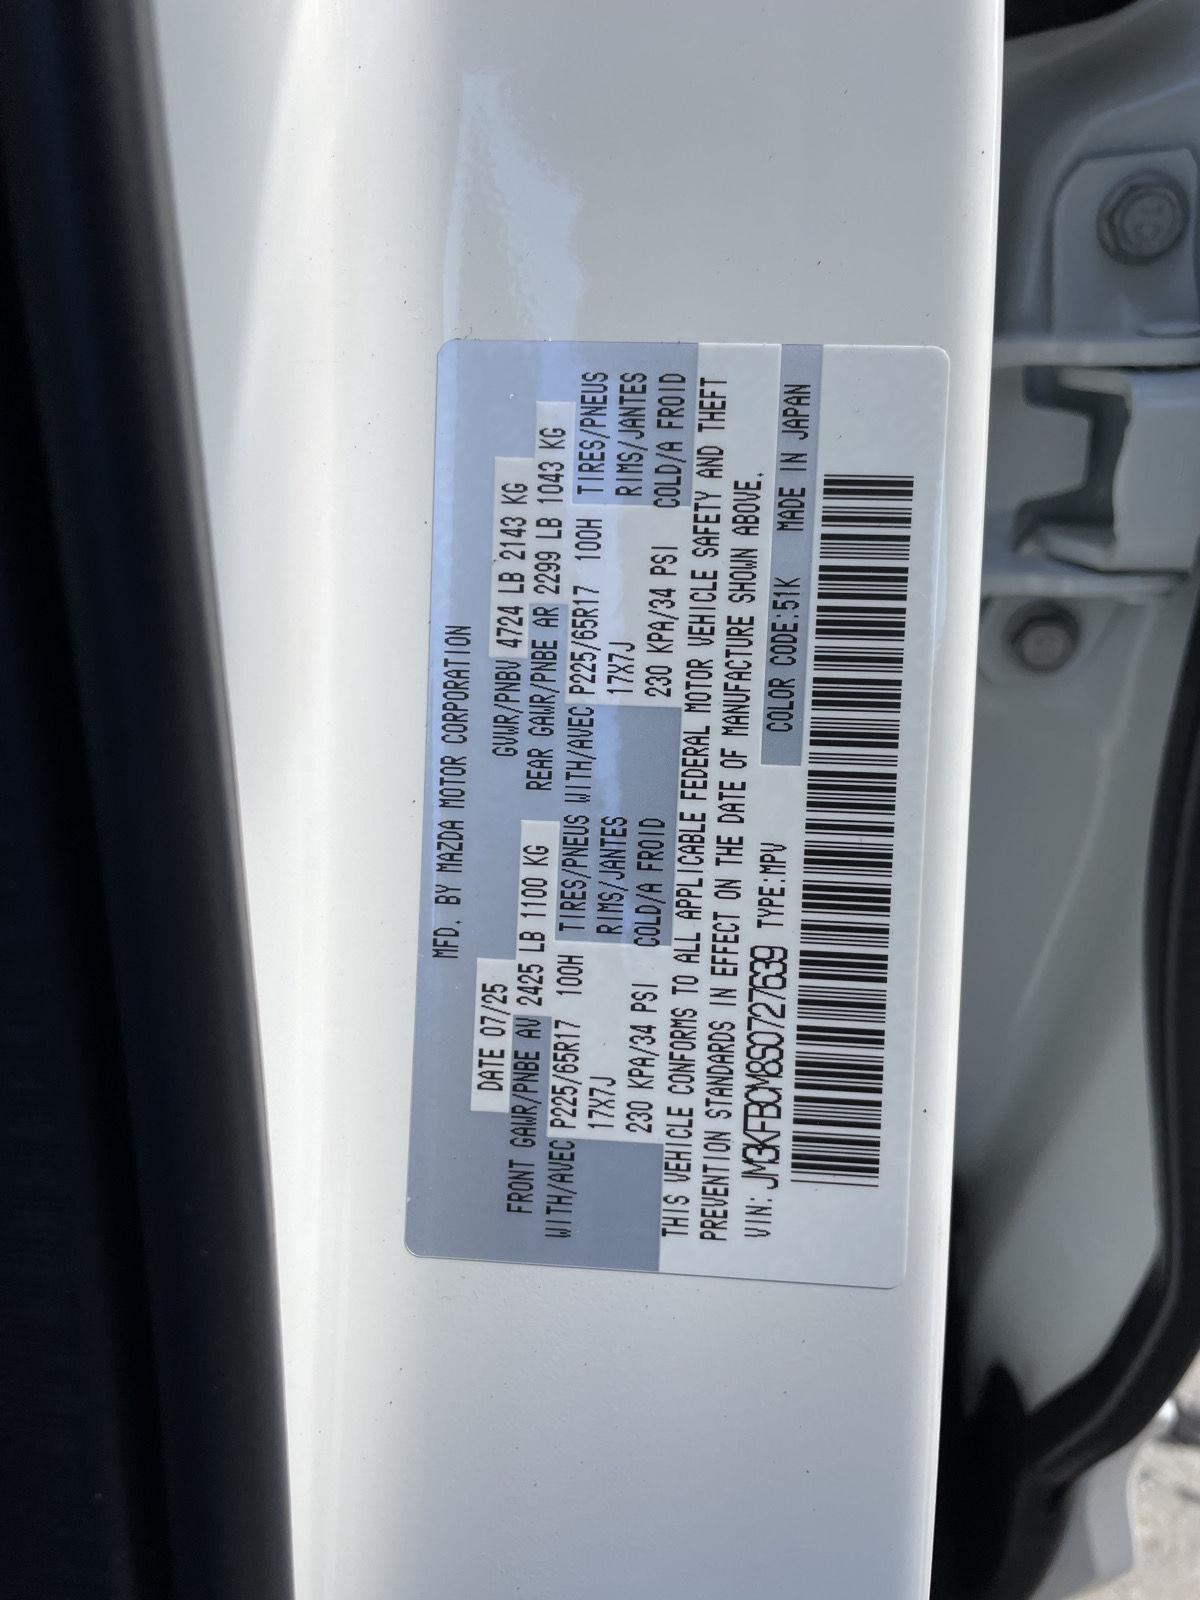 MFD. BY MAZDA MOTOR CORPORATION
DATE 07/25 GVWR/PNBV 4724 LB 2143 KG
FRONT GAWR/PNBE AV 2425 LB 1100 KG REAR GAWR/PNBE AR 2299 LB 1043 KG
WITH/AVEC P225/65R17 100H TIRES/PNEUS WITH/AVEC P225/65R17 100H TIRES/PNEUS
17X7J RIMS/JANTES 17X7J RIMS/JANTES
230 KPA/34 PSI COLD/A FROID 230 KPA/34 PSI COLD/A FROID
THIS VEHICLE CONFORMS TO ALL APPLICABLE FEDERAL MOTOR VEHICLE SAFETY AND THEFT
PREVENTION STANDARDS IN EFFECT ON THE DATE OF MANUFACTURE SHOWN ABOVE.
VIN: JM3KFBCM8S0727639 TYPE:MPV COLOR CODE:51K MADE IN JAPAN